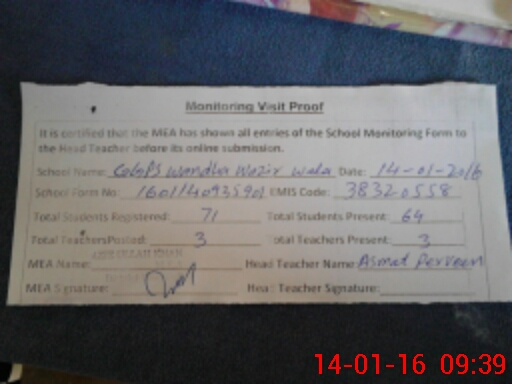 Monitoring Visit Proof
It is certified that the MEA has shown all entries of the School Monitoring Form to
the Head Teacher before its online submission.
School Name: GGPS Wandha Wazir Wala Date: 14-01-2016
School Form No: 1601140935901 EMIS Code: 38320558
Total Students Registered: 71 Total Students Present: 64
Total Teachers Posted: 3 Total Teachers Present: 3
MEA Name: ULLAH KHAN Head Teacher Name: Asmat Perveen
MEA Signature: Head Teacher Signature:
14-01-16 09:39